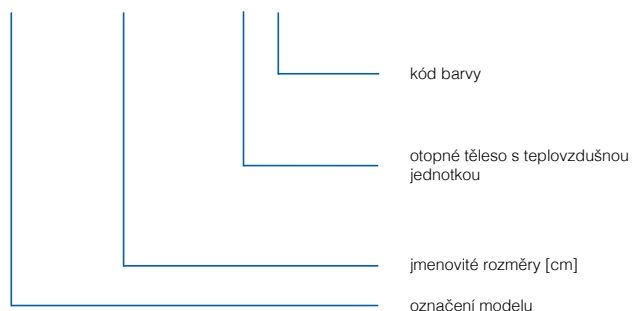 kód barvy
otopné těleso s teplovzdušnou
jednotkou
jmenovité rozměry [cm]
označení modelu